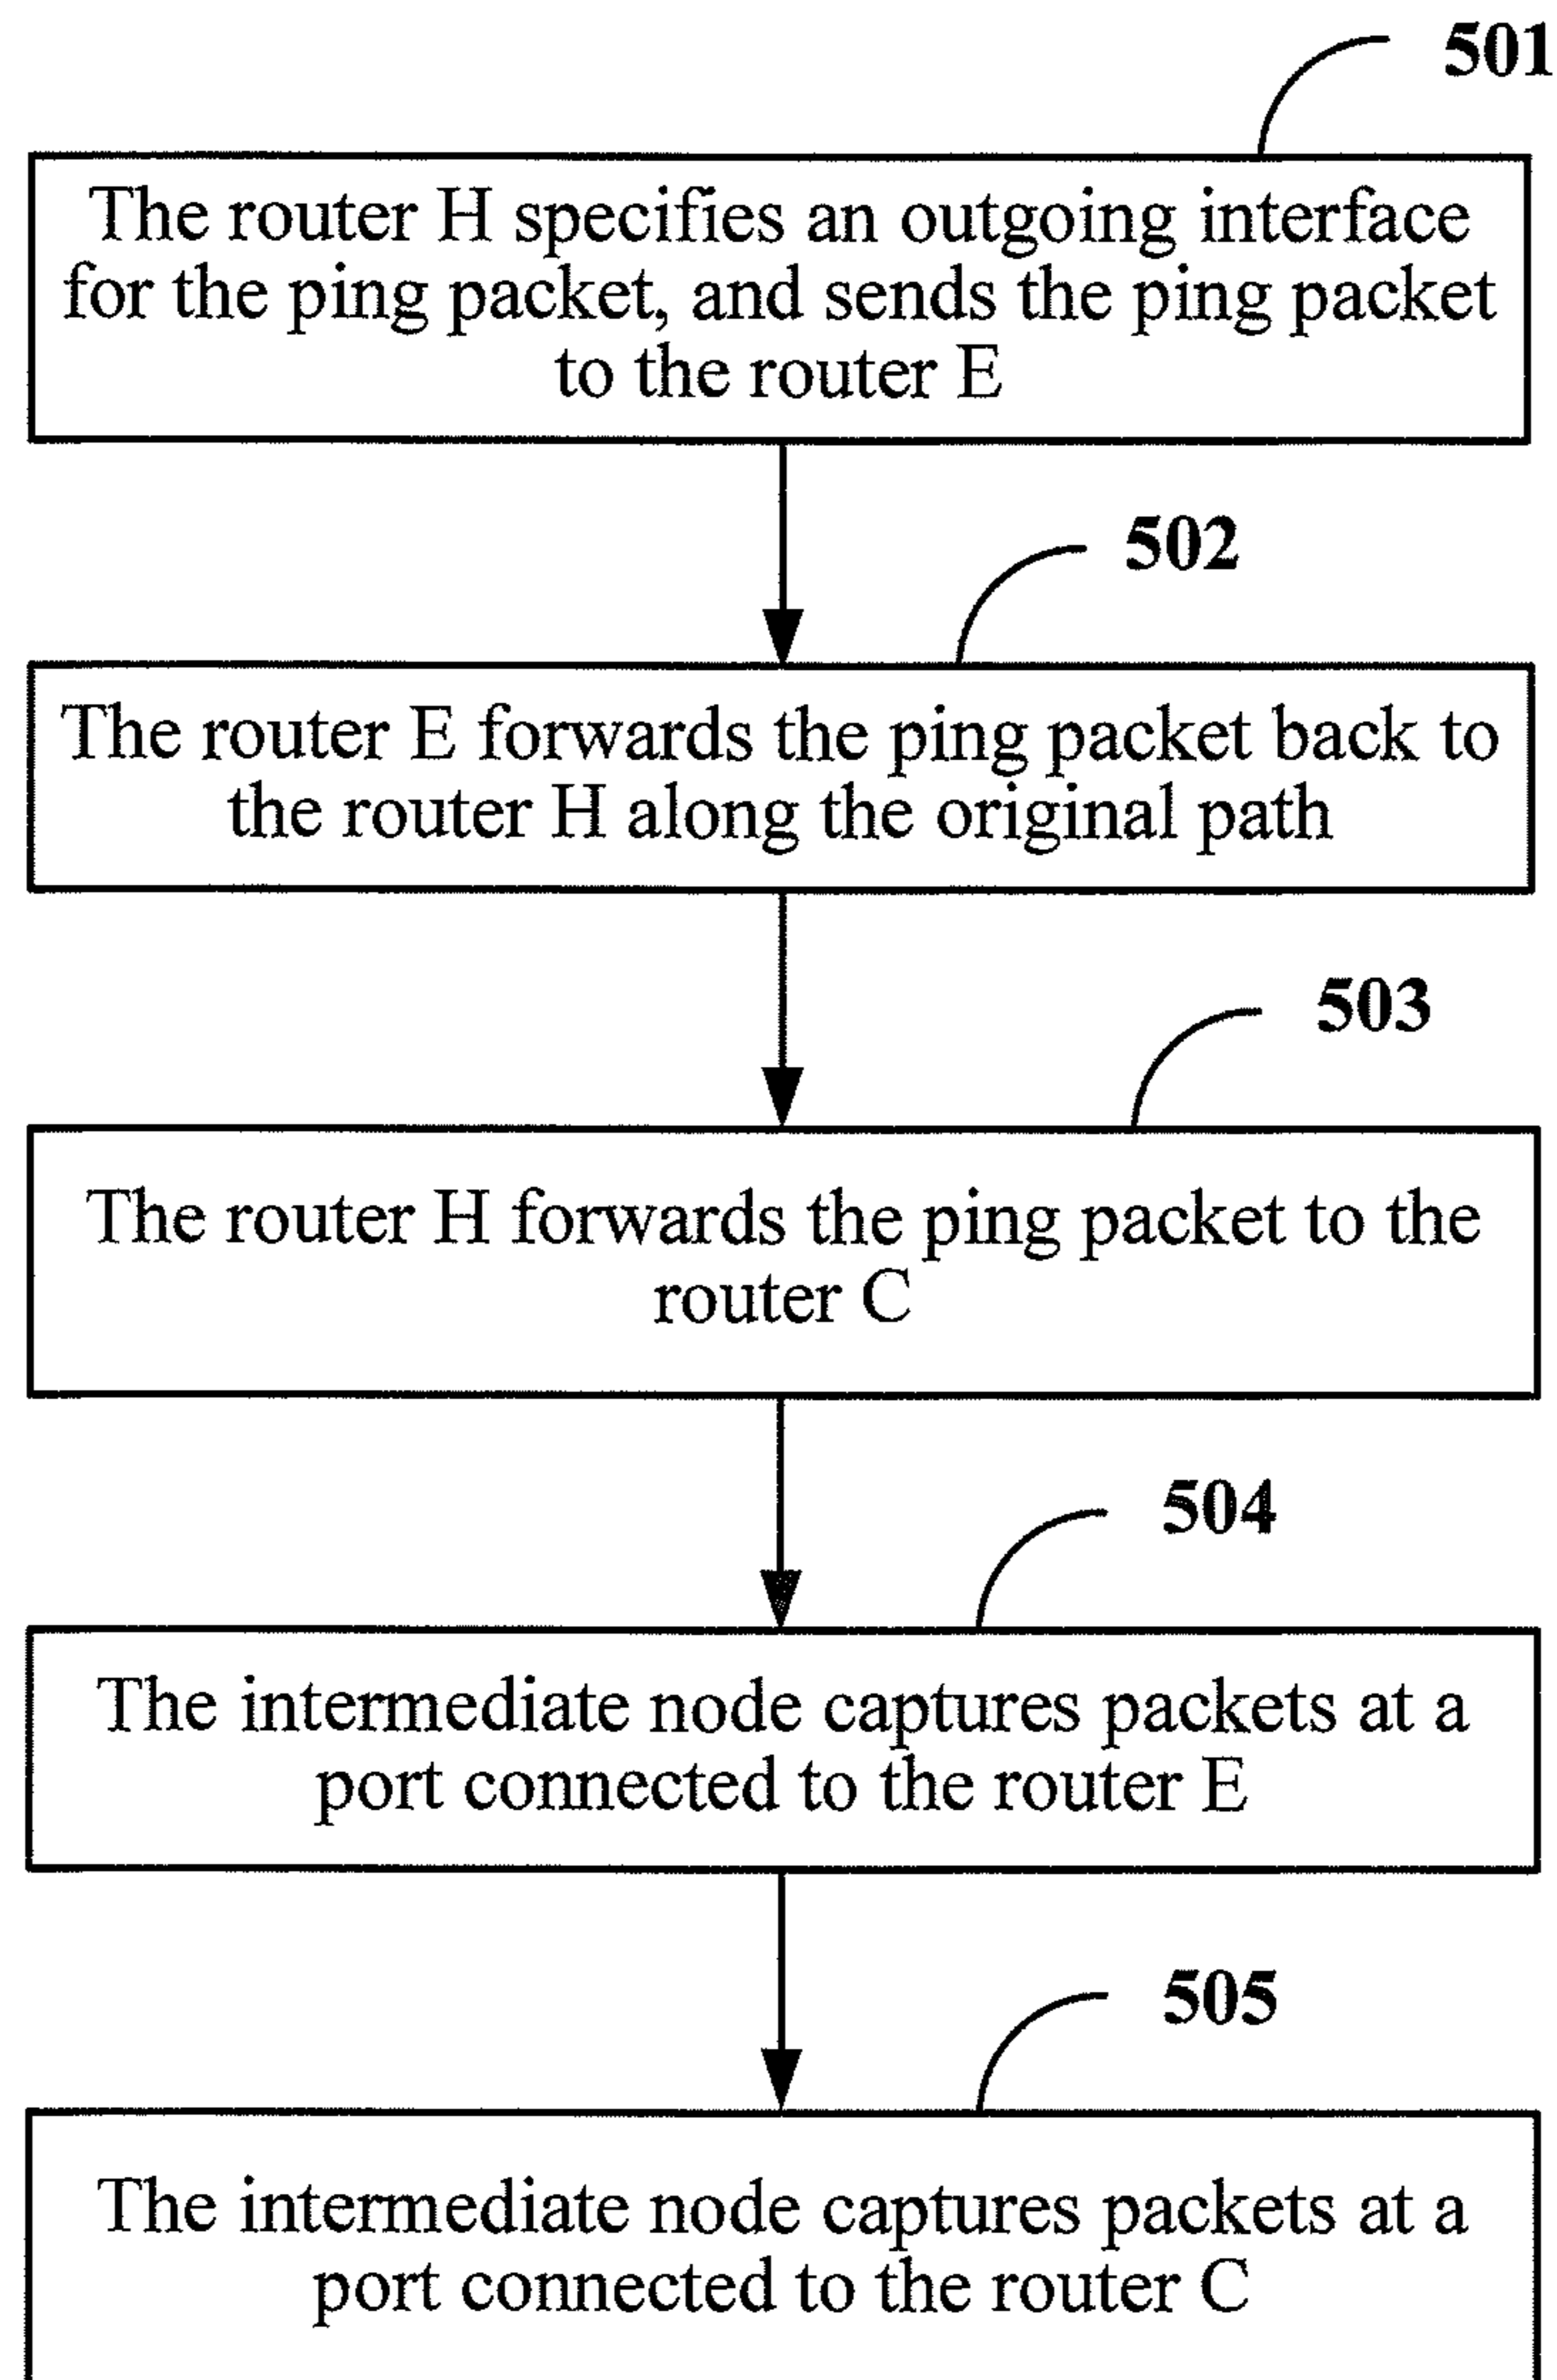 501
The router H specifies an outgoing interface
for the ping packet, and sends the ping packet
to the router E
502
The router E forwards the ping packet back to
the router H along the original path
503
The router H forwards the ping packet to the
router C
504
The intermediate node captures packets at a
port connected to the router E
505
The intermediate node captures packets at a
port connected to the router C